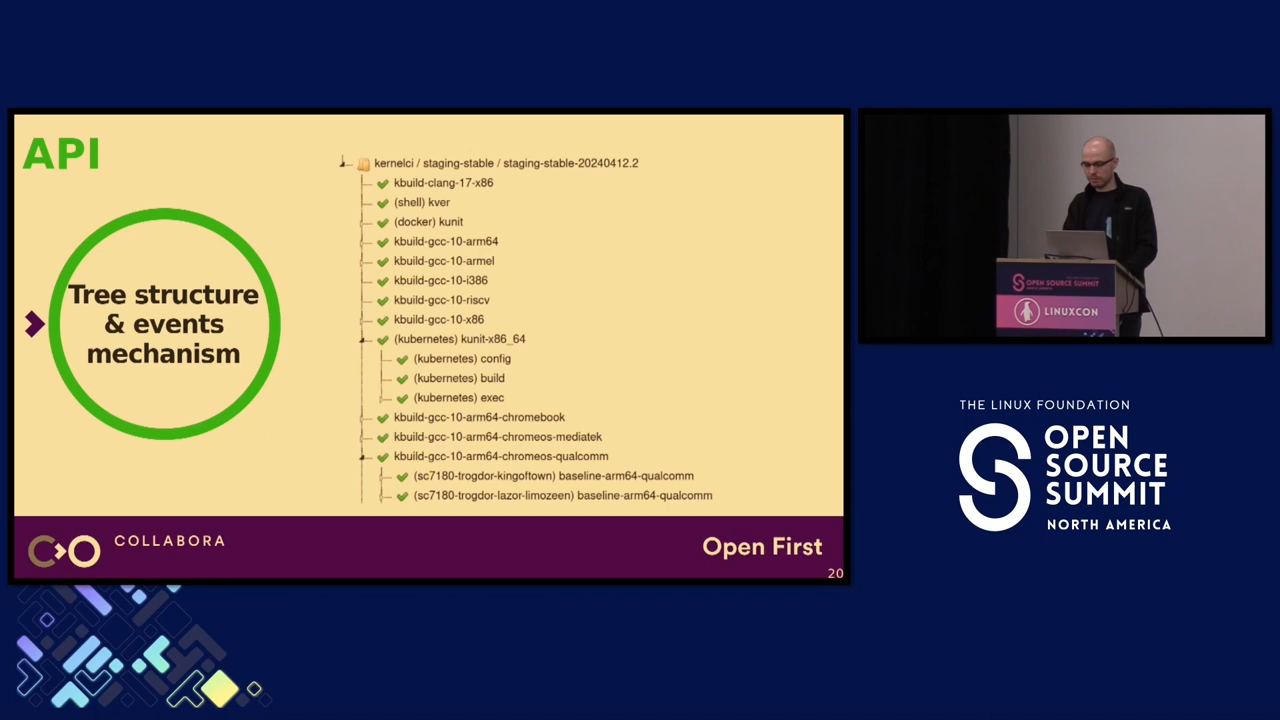 API
Tree structure
& events
mechanism
kernelci / staging-stable / staging-stable-20240412.2
kbuild-clang-17-x86
(shell) kver
(docker) kunit
kbuild-gcc-10-arm64
kbuild-gcc-10-armel
kbuild-gcc-10-i386
kbuild-gcc-10-riscv
kbuild-gcc-10-x86
(kubernetes) kunit-x86_64
(kubernetes) config
(kubernetes) build
(kubernetes) exec
kbuild-gcc-10-arm64-chromebook
kbuild-gcc-10-arm64-chromeos-mediatek
kbuild-gcc-10-arm64-chromeos-qualcomm
(sc7180-trogdor-kingoftown) baseline-arm64-qualcomm
(sc7180-trogdor-lazor-limozeen) baseline-arm64-qualcomm
COLLABORA
Open First
20
OPEN SOURCE SUMMIT
LINUXCON
THE LINUX FOUNDATION
OPEN
SOURCE
SUMMIT
NORTH AMERICA